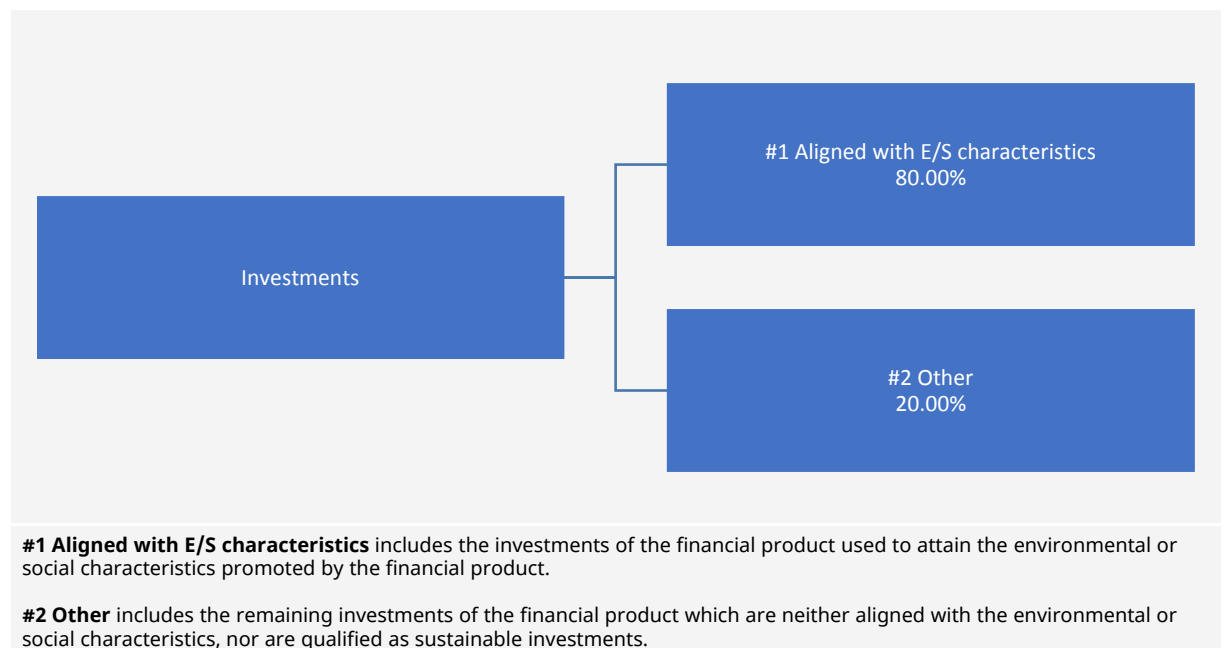 Investments
#1 Aligned with E/S characteristics
80.00%
#2 Other
20.00%
#1 Aligned with E/S characteristics includes the investments of the financial product used to attain the environmental or
social characteristics promoted by the financial product.
#2 Other includes the remaining investments of the financial product which are neither aligned with the environmental or
social characteristics, nor are qualified as sustainable investments.